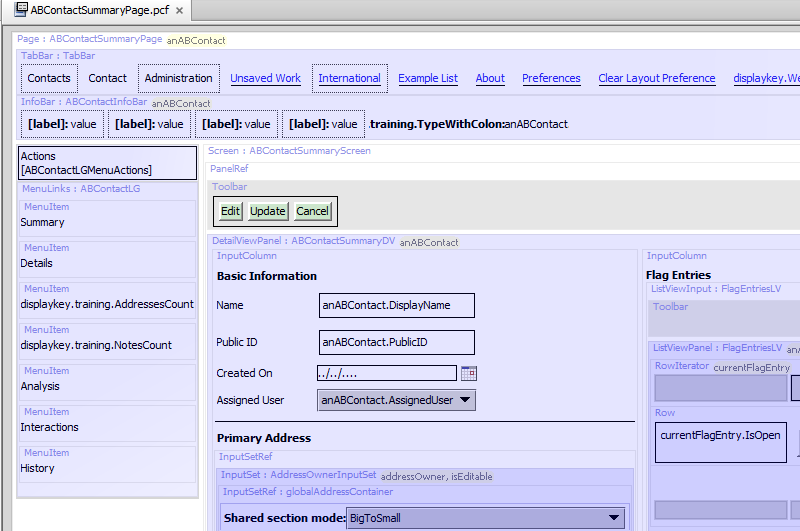 ABContactSummaryPage.pcf
Page : ABContactSummaryPage anABContact
TabBar : TabBar
Contacts Contact Administration Unsaved Work International Example List About Preferences Clear Layout Preference displaykey.We
InfoBar : ABContactInfoBar anABContact
[label]: value [label]: value [label]: value [label]: value training.TypeWithColon:anABContact
Actions
[ABContactLGMenuActions]
MenuLinks : ABContactLG
MenuItem
Summary
MenuItem
Details
MenuItem
displaykey.training.AddressesCount
MenuItem
displaykey.training.NotesCount
MenuItem
Analysis
MenuItem
Interactions
MenuItem
History
Screen : ABContactSummaryScreen
PanelRef
Toolbar
Edit Update Cancel
DetailViewPanel : ABContactSummaryDV anABContact
InputColumn
Basic Information
Name anABContact.DisplayName
Public ID anABContact.PublicID
Created On ../../....
Assigned User anABContact.AssignedUser
Primary Address
InputSetRef
InputSet : AddressOwnerInputSet addressOwner, isEditable
InputSetRef : globalAddressContainer
Shared section mode: BigToSmall
InputColumn
Flag Entries
ListViewInput : FlagEntriesLV
Toolbar
ListViewPanel : FlagEntriesLV
RowIterator currentFlagEntry
Row
currentFlagEntry.IsOpen